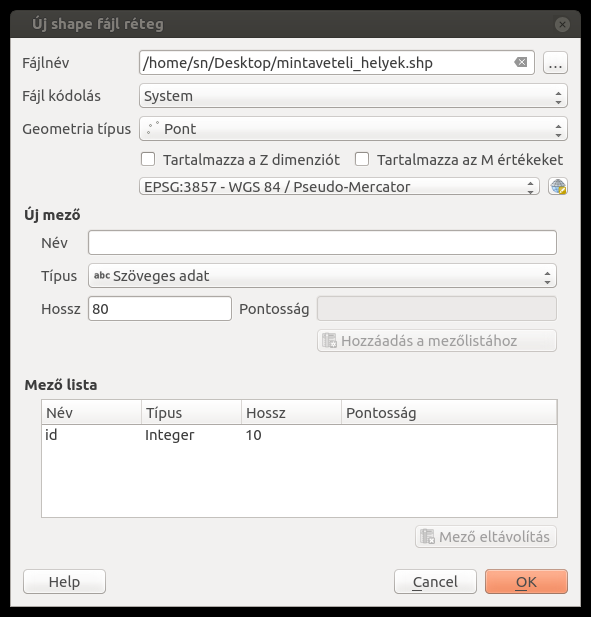 Új shape fájl réteg
Fájlnév /home/sn/Desktop/mintaveteli_helyek.shp ...
Fájl kódolás System
Geometria típus Pont
Tartalmazza a Z dimenziót Tartalmazza az M értékeket
EPSG:3857 - WGS 84 / Pseudo-Mercator
Új mező
Név
Típus abc Szöveges adat
Hossz 80 Pontosság
Hozzáadás a mezőlistához
Mező lista
Név Típus Hossz Pontosság
id Integer 10
Mező eltávolítás
Help Cancel OK